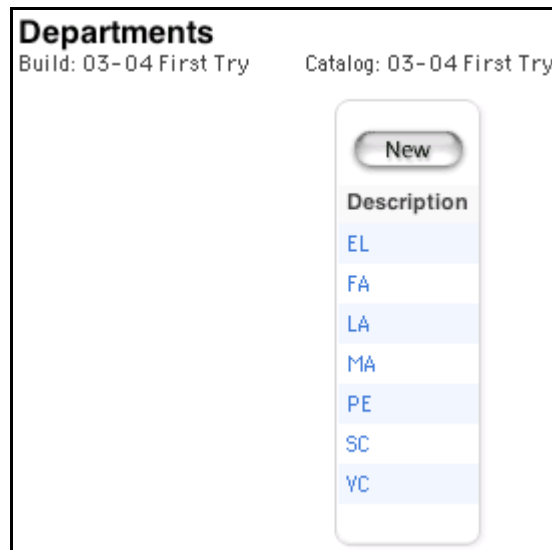 Departments
Build: 03-04 First Try Catalog: 03-04 First Try
New
Description
EL
FA
LA
MA
PE
SC
VC